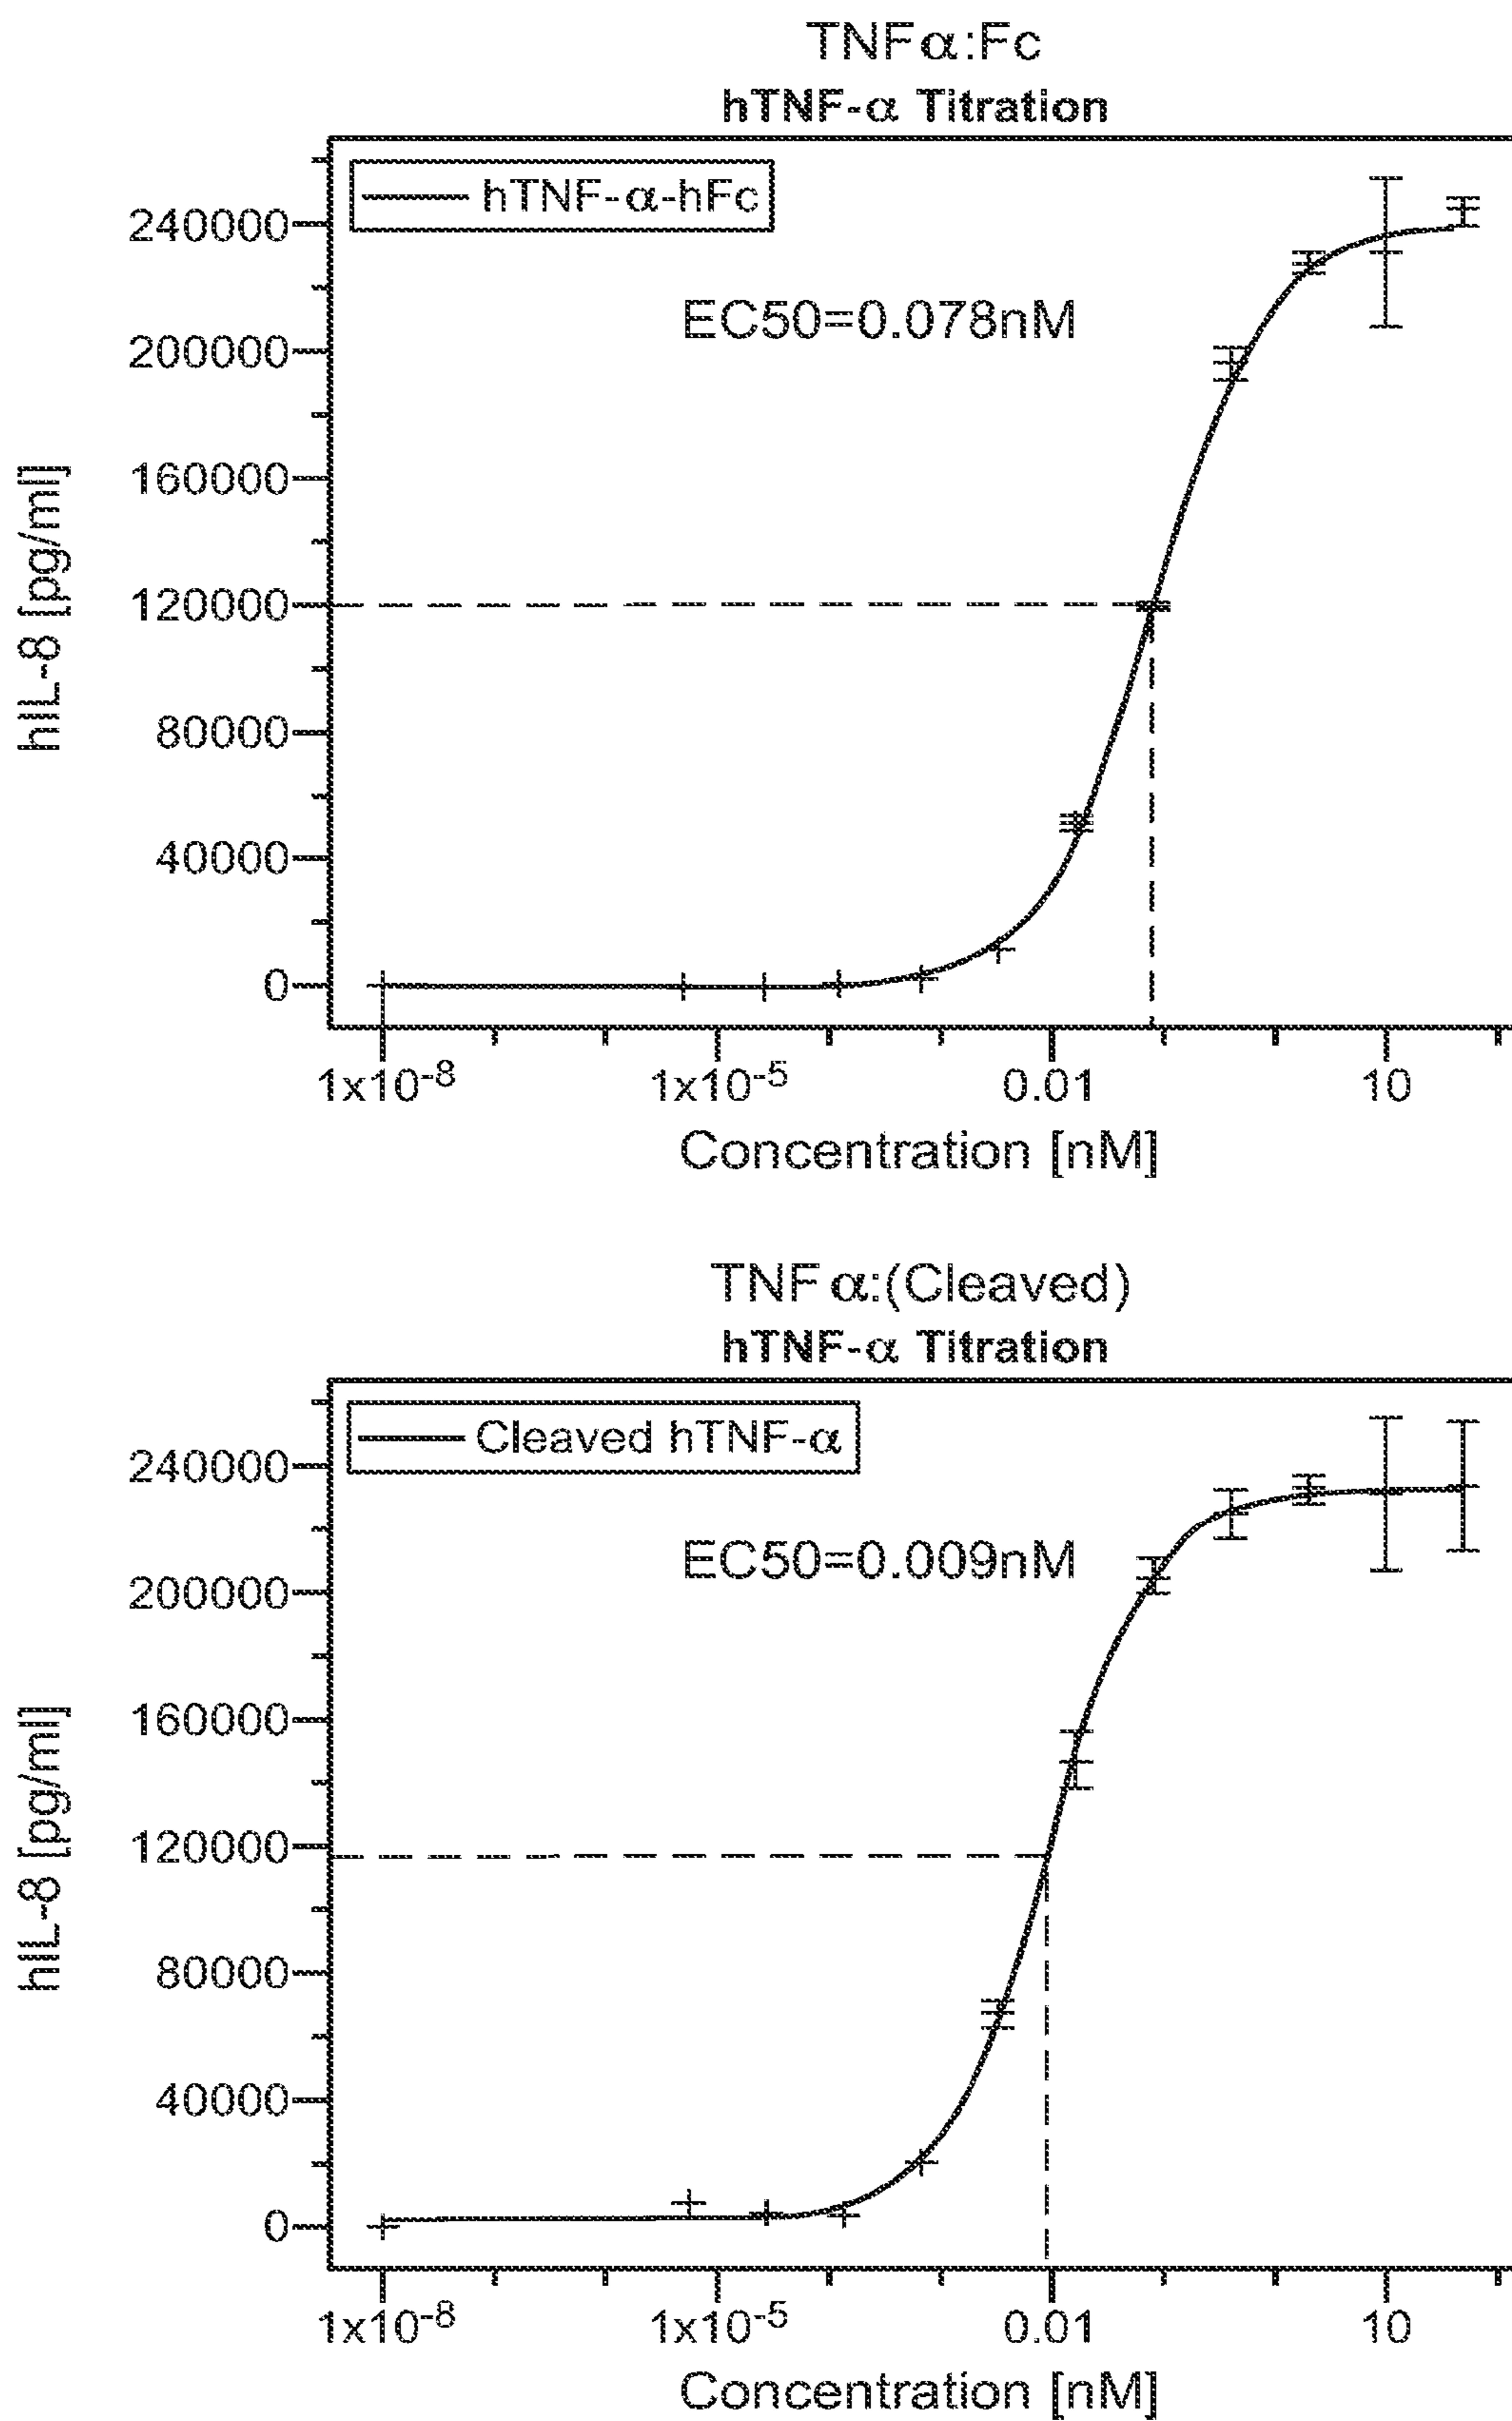 TNFα:Fc
hTNF-α Titration
hTNF-α-hFc
EC50=0.078nM
hIL-8 [pg/ml]
240000
200000
160000
120000
80000
40000
0
1x10⁻⁸ 1x10⁻⁵ 0.01 10
Concentration [nM]
TNF α:(Cleaved)
hTNF-α Titration
Cleaved hTNF-α
EC50=0.009nM
hIL-8 [pg/ml]
240000
200000
160000
120000
80000
40000
0
1x10⁻⁸ 1x10⁻⁵ 0.01 10
Concentration [nM]